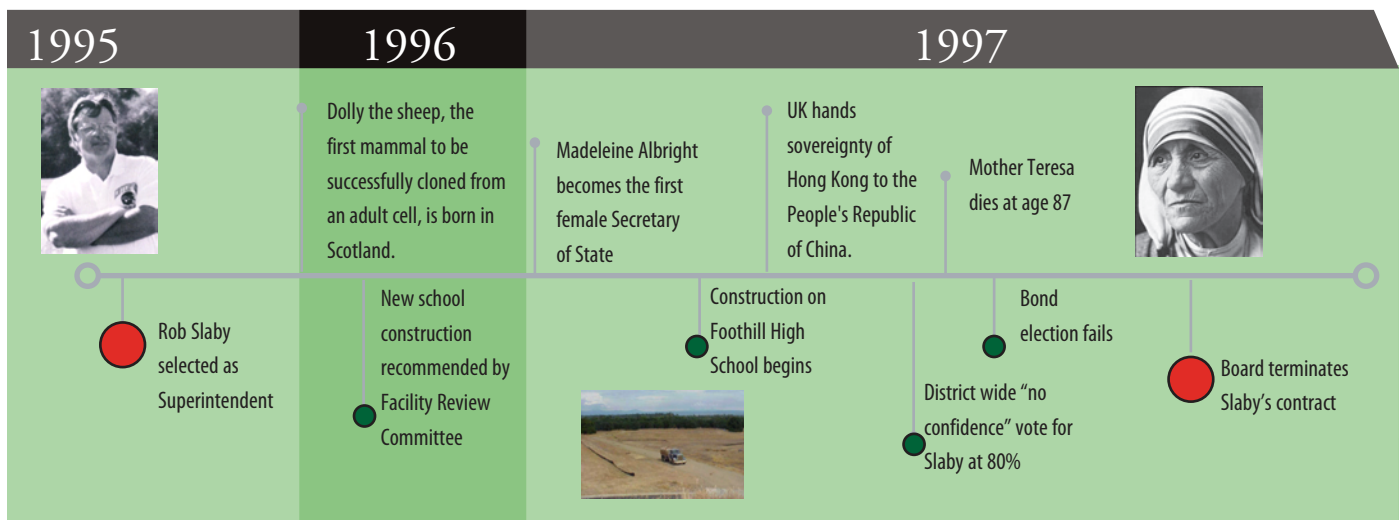 1995
1996
1997
Dolly the sheep, the
first mammal to be
successfully cloned from
an adult cell, is born in
Scotland.
Madeleine Albright
becomes the first
female Secretary
of State
UK hands
sovereignty of
Hong Kong to the
People's Republic
of China.
Mother Teresa
dies at age 87
Rob Slaby
selected as
Superintendent
New school
construction
recommended by
Facility Review
Committee
Construction on
Foothill High
School begins
District wide “no
confidence” vote for
Slaby at 80%
Bond
election fails
Board terminates
Slaby’s contract